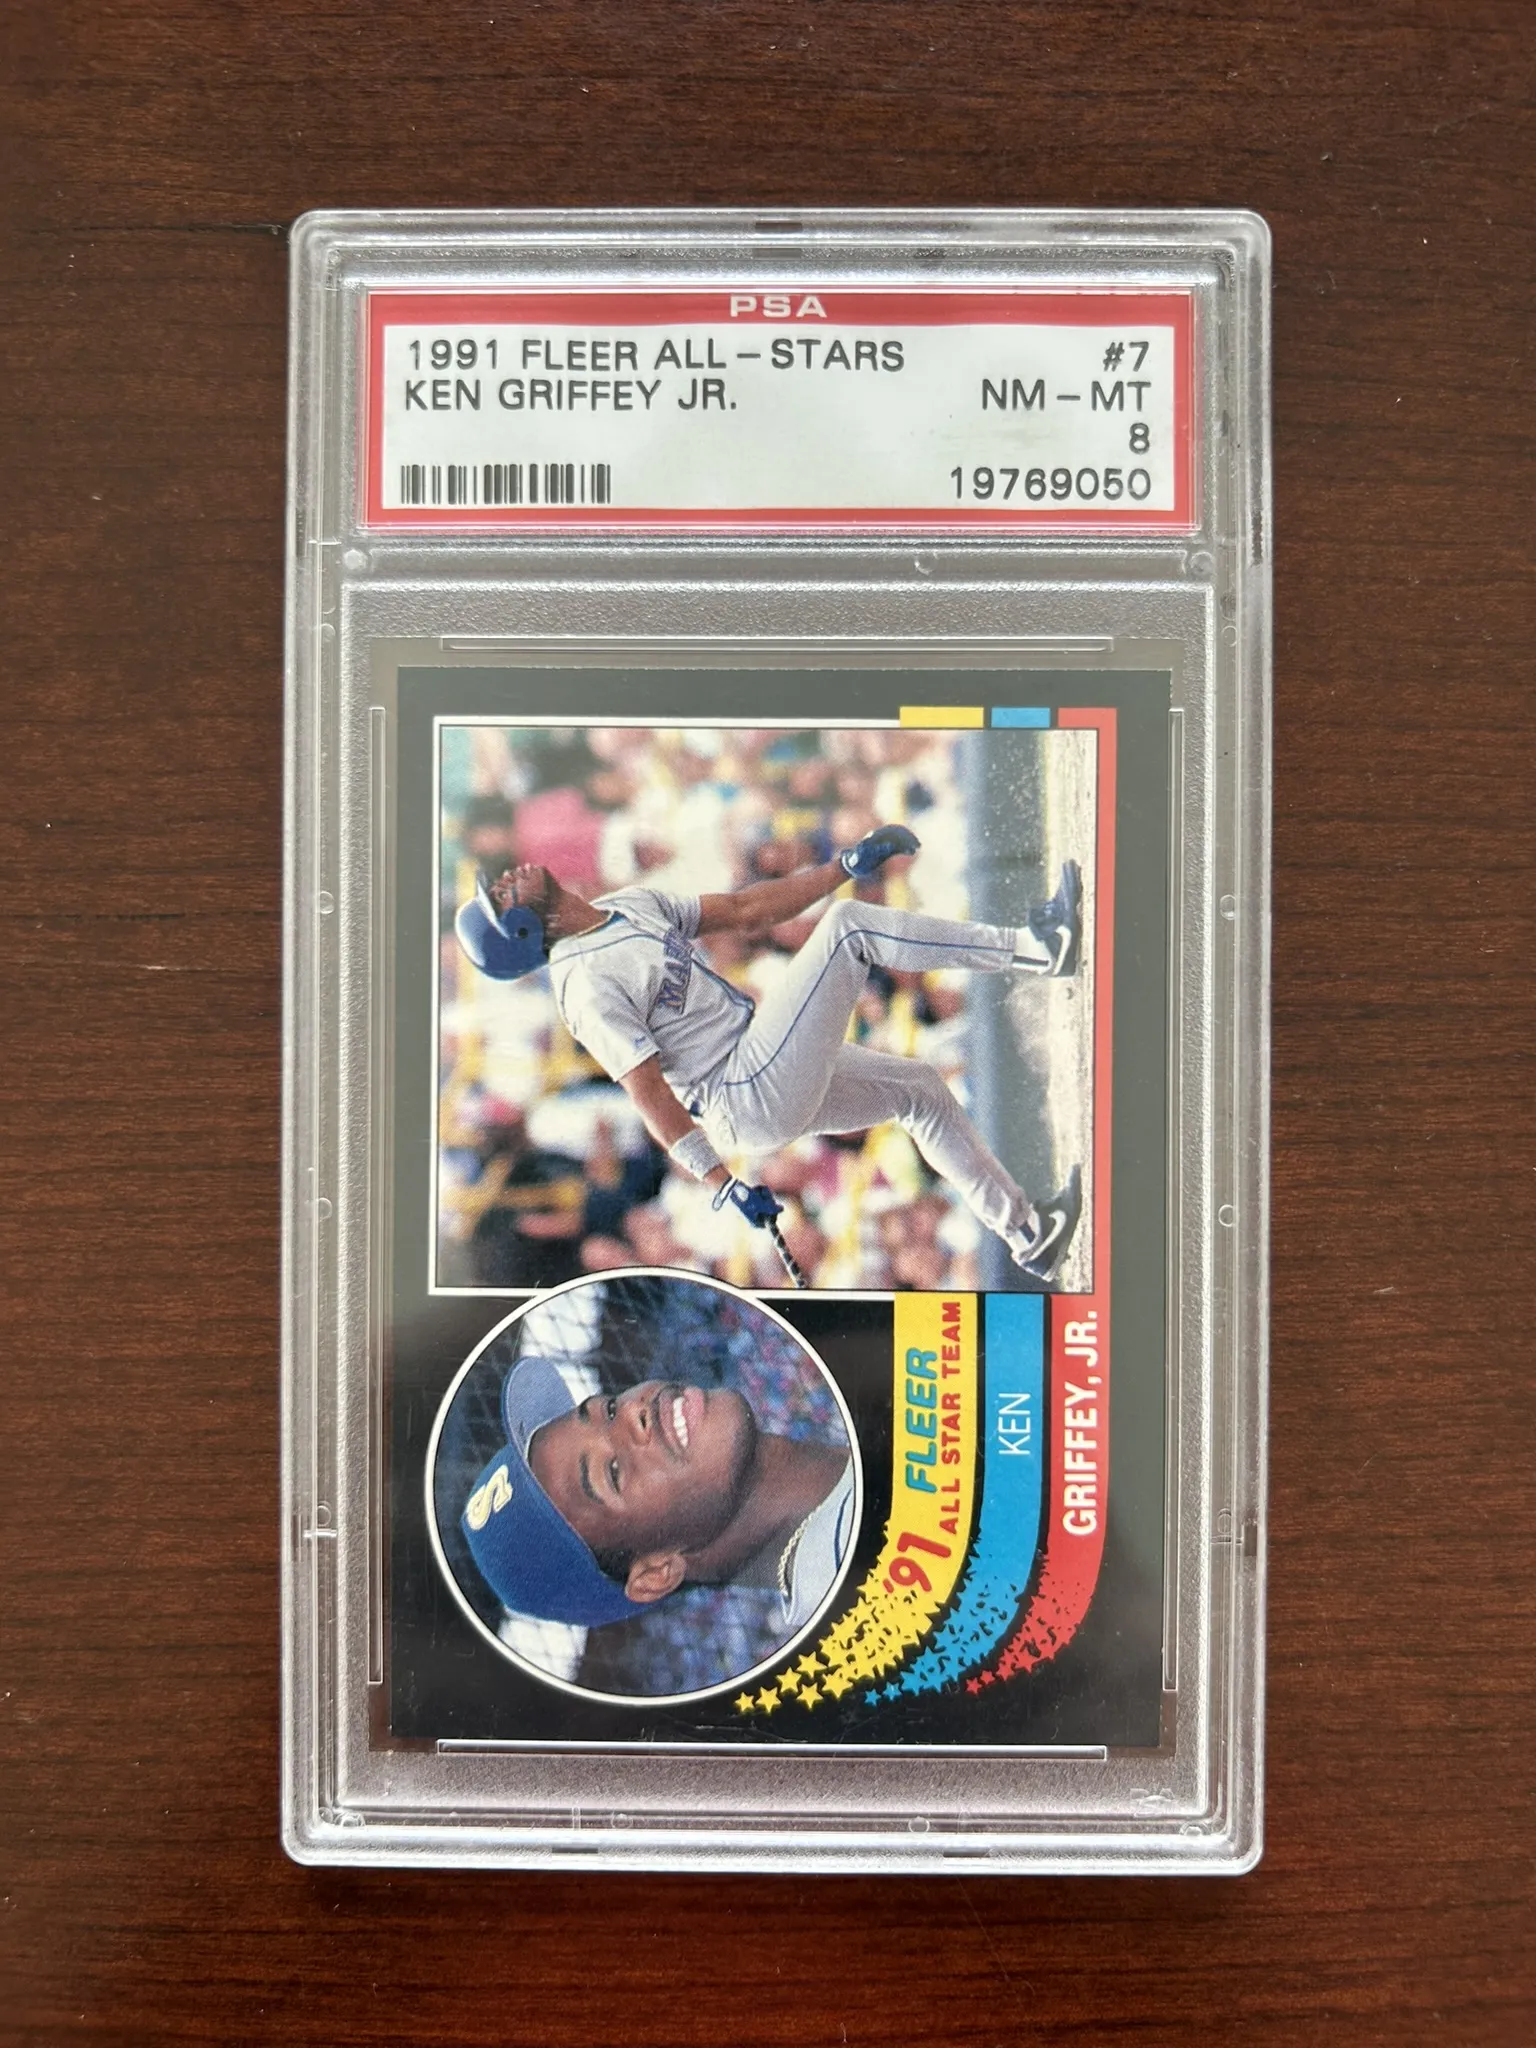 PSA
1991 FLEER ALL-STARS #7
KEN GRIFFEY JR. NM-MT
8
19769050
'91 FLEER
ALL STAR TEAM
KEN
GRIFFEY, JR.
S